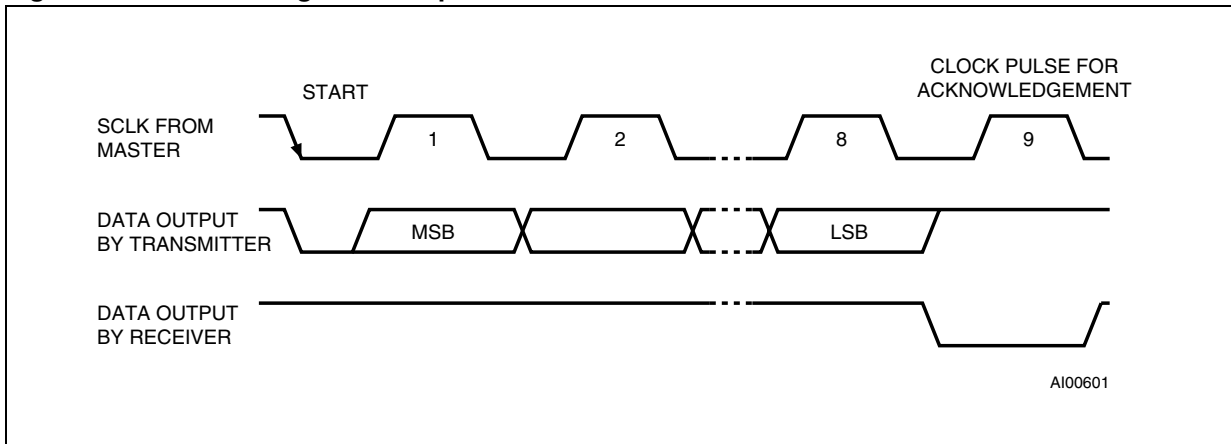 CLOCK PULSE FOR
ACKNOWLEDGEMENT
START
SCLK FROM
MASTER
1
2
8
9
DATA OUTPUT
BY TRANSMITTER
MSB
LSB
DATA OUTPUT
BY RECEIVER
AI00601